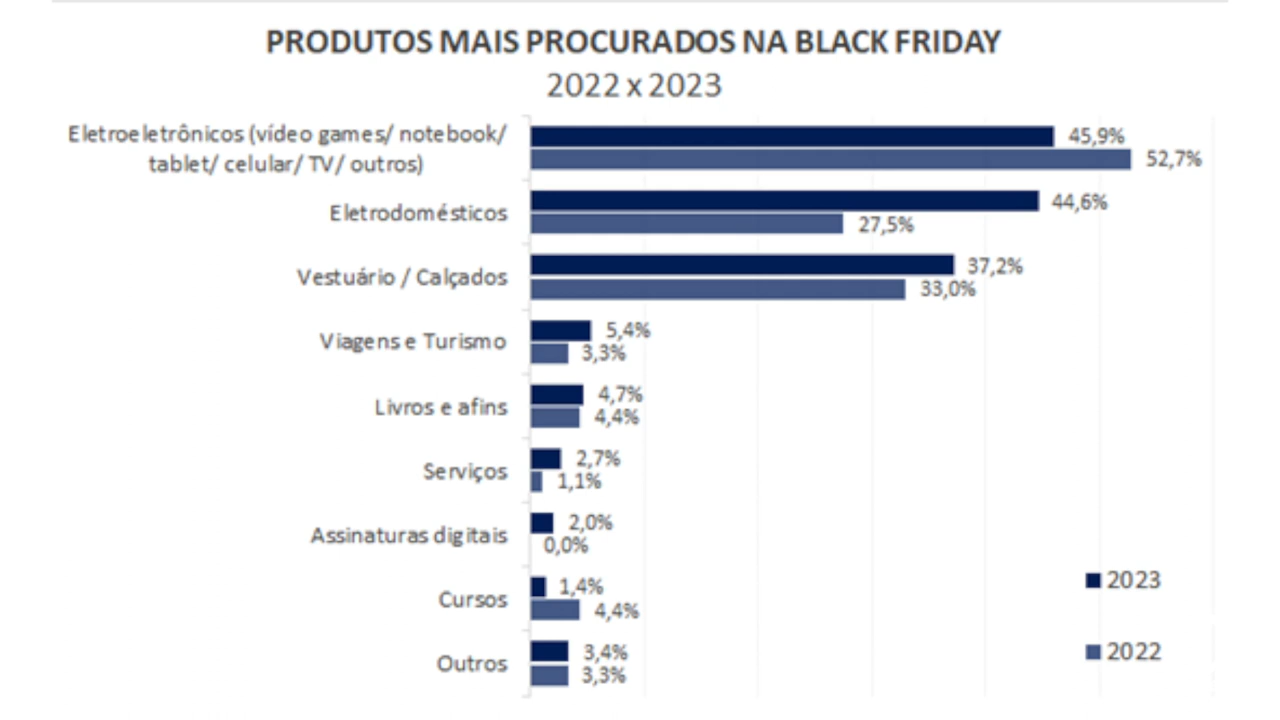 PRODUTOS MAIS PROCURADOS NA BLACK FRIDAY
2022 x 2023
Eletroeletrônicos (vídeo games/ notebook/
tablet/ celular/ TV/ outros)
45,9%
52,7%
Eletrodomésticos
44,6%
27,5%
Vestuário / Calçados
37,2%
33,0%
Viagens e Turismo
5,4%
3,3%
Livros e afins
4,7%
4,4%
Serviços
2,7%
1,1%
Assinaturas digitais
2,0%
0,0%
Cursos
1,4%
4,4%
Outros
3,4%
3,3%
2023
2022